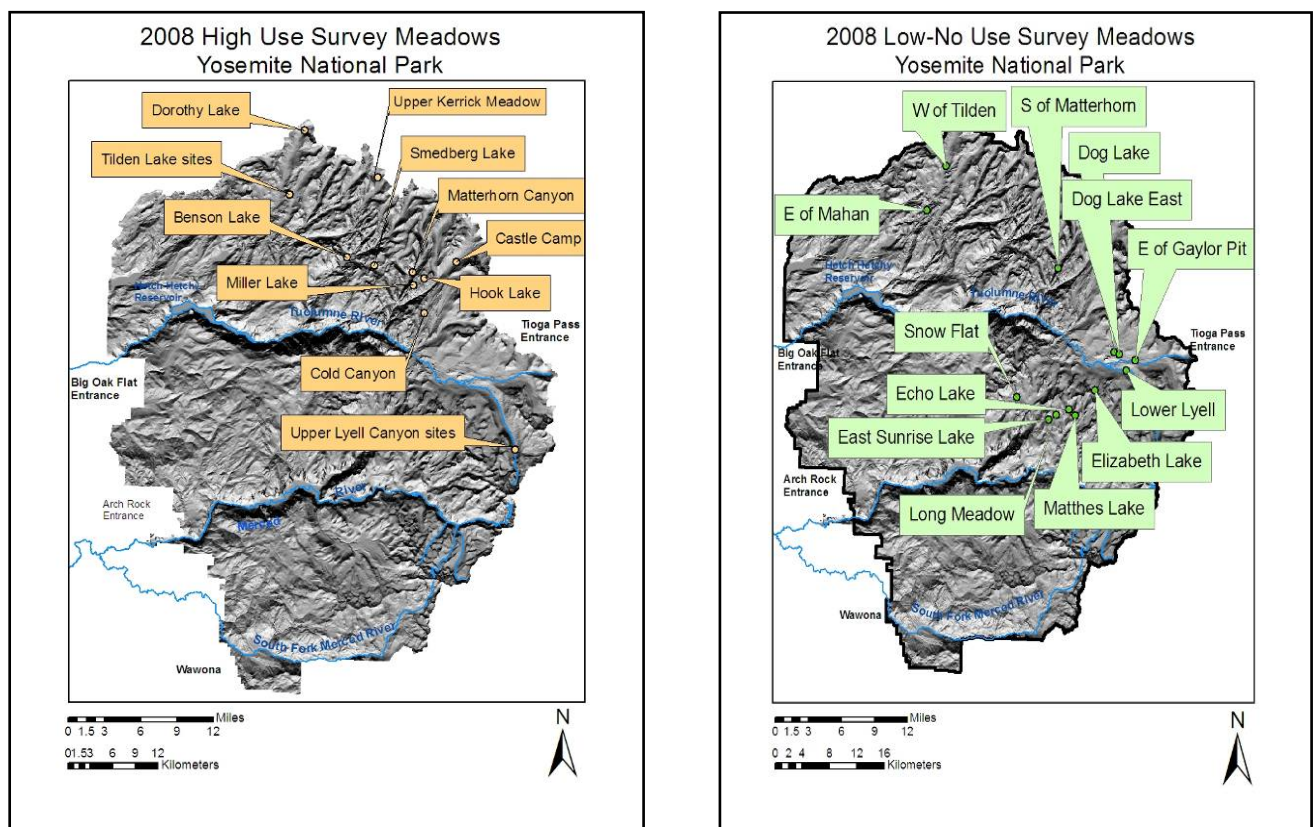 2008 High Use Survey Meadows
Yosemite National Park
Dorothy Lake
Upper Kerrick Meadow
Tilden Lake sites
Smedberg Lake
Matterhorn Canyon
Benson Lake
Castle Camp
Miller Lake
Hook Lake
Hetch Hetchy
Reservoir
Tuolumne River
Tioga Pass
Entrance
Cold Canyon
Big Oak Flat
Entrance
Upper Lyell Canyon sites
Arch Rock
Entrance
Merced
River
South Fork Merced River
Wawona
Miles
0 1.5 3 6 9 12
01.53 6 9 12
Kilometers
N
2008 Low-No Use Survey Meadows
Yosemite National Park
W of Tilden
S of Matterhorn
Dog Lake
Dog Lake East
E of Mahan
E of Gaylor Pit
Hetch Hetchy
Reservoir
Tuolumne River
Snow Flat
Tioga Pass
Entrance
Big Oak Flat
Entrance
Echo Lake
Lower Lyell
East Sunrise Lake
Elizabeth Lake
Arch Rock
Entrance
Long Meadow
Matthes Lake
River
Merced
Wawona
South Fork Merced River
Wawona
Miles
0 1.5 3 6 9 12
0 2 4 8 12 16
Kilometers
N